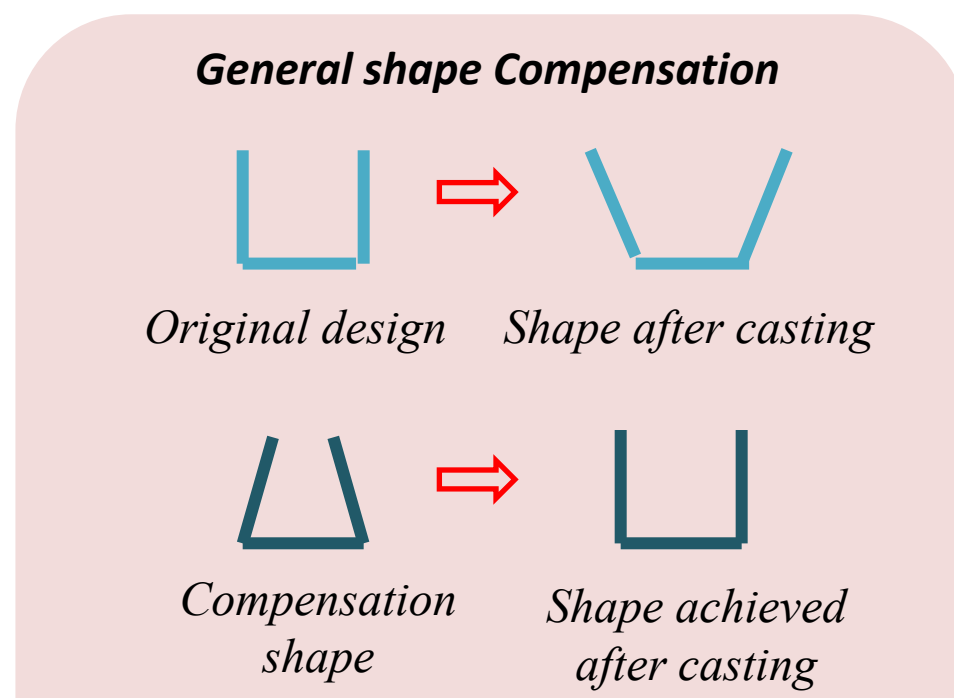 General shape Compensation
Original design
Shape after casting
Compensation
shape
Shape achieved
after casting